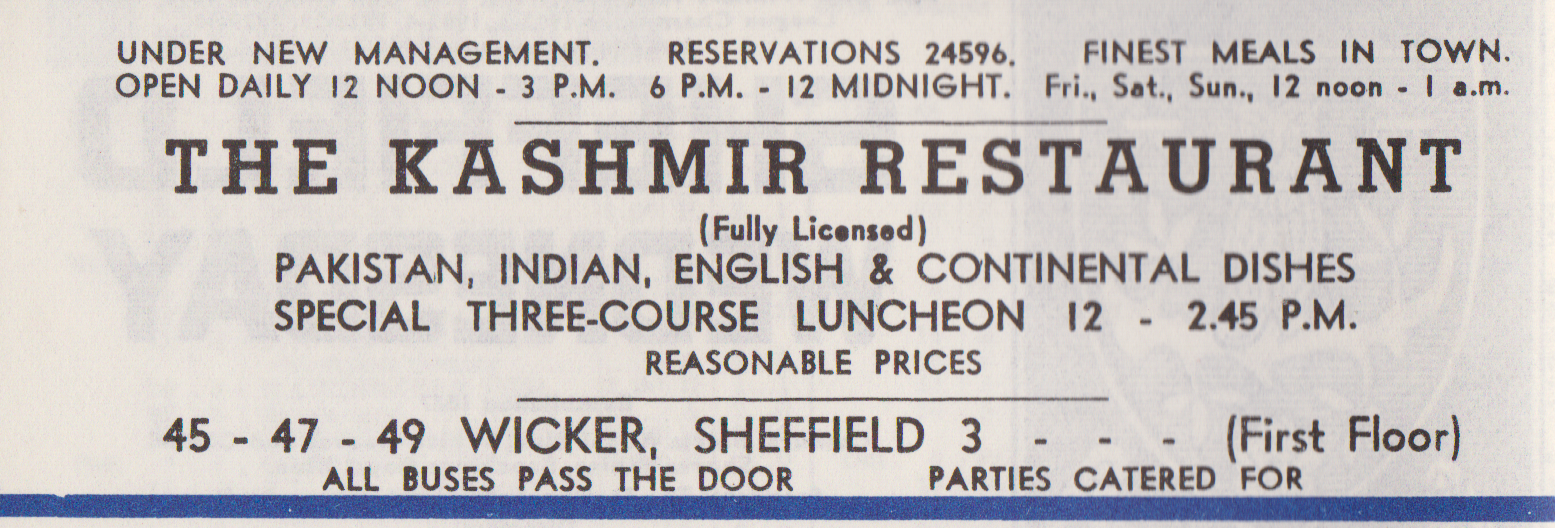 UNDER NEW MANAGEMENT. RESERVATIONS 24596. FINEST MEALS IN TOWN.
OPEN DAILY 12 NOON - 3 P.M. 6 P.M. - 12 MIDNIGHT. Fri., Sat., Sun., 12 noon - 1 a.m.
THE KASHMIR RESTAURANT
(Fully Licensed)
PAKISTAN, INDIAN, ENGLISH & CONTINENTAL DISHES
SPECIAL THREE-COURSE LUNCHEON 12 - 2.45 P.M.
REASONABLE PRICES
45 - 47 - 49 WICKER, SHEFFIELD 3 - - - (First Floor)
ALL BUSES PASS THE DOOR PARTIES CATERED FOR